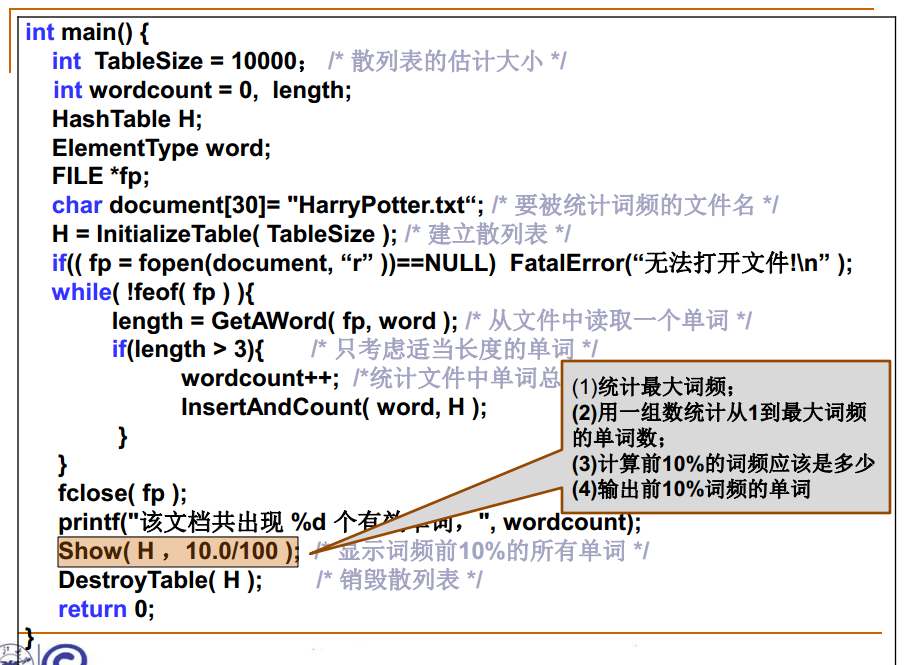 int main() {
int TableSize = 10000； /* 散列表的估计大小 */
int wordcount = 0, length;
HashTable H;
ElementType word;
FILE *fp;
char document[30]= "HarryPotter.txt“; /* 要被统计词频的文件名 */
H = InitializeTable( TableSize ); /* 建立散列表 */
if(( fp = fopen(document, “r” ))==NULL) FatalError(“无法打开文件!\n” );
while( !feof( fp ) ){
length = GetAWord( fp, word ); /* 从文件中读取一个单词 */
if(length > 3){ /* 只考虑适当长度的单词 */
wordcount++; /*统计文件中单词总
InsertAndCount( word, H );
}
}
fclose( fp );
printf("该文档共出现 %d 个有效单词，", wordcount);
Show( H ，10.0/100 ); /* 显示词频前10%的所有单词 */
DestroyTable( H ); /* 销毁散列表 */
return 0;
}
(1)统计最大词频；
(2)用一组数统计从1到最大词频
的单词数；
(3)计算前10%的词频应该是多少
(4)输出前10%词频的单词
©